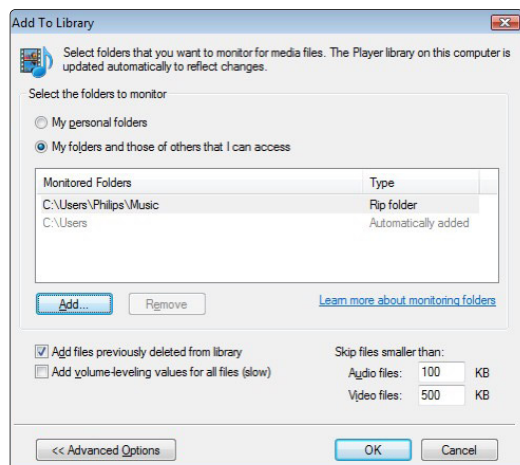 Add To Library
Select folders that you want to monitor for media files. The Player library on this computer is
updated automatically to reflect changes.
Select the folders to monitor
My personal folders
My folders and those of others that I can access
Monitored Folders Type
C:\Users\Philips\Music Rip folder
C:\Users Automatically added
Add... Remove Learn more about monitoring folders
Add files previously deleted from library Skip files smaller than:
Add volume-leveling values for all files (slow) Audio files: 100 KB
Video files: 500 KB
<< Advanced Options OK Cancel